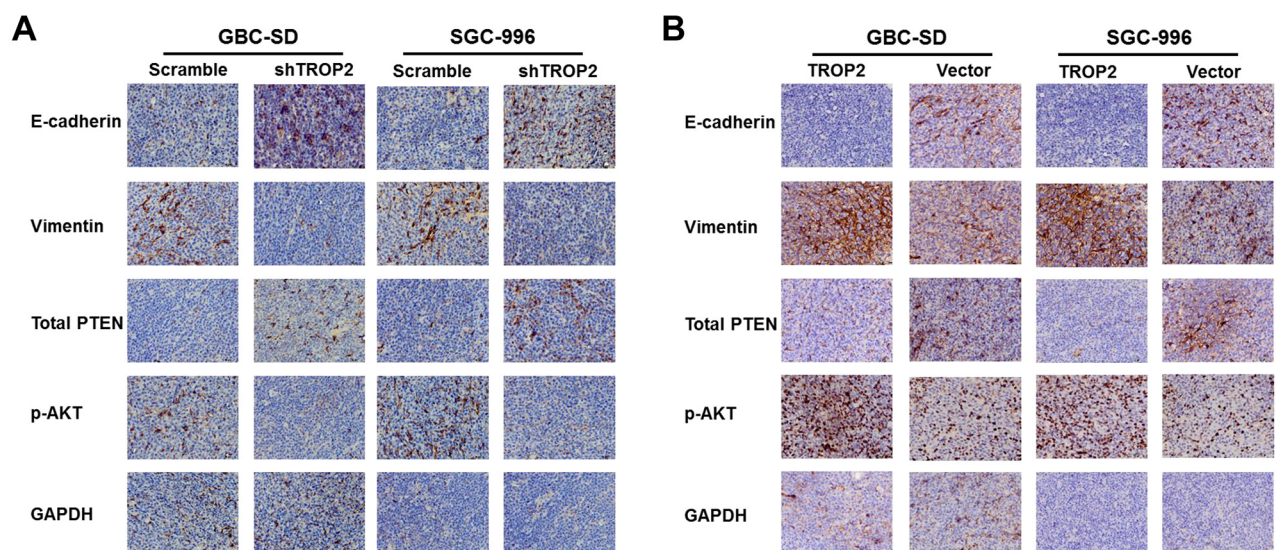 A
GBC-SD SGC-996
Scramble shTROP2 Scramble shTROP2
E-cadherin
Vimentin
Total PTEN
p-AKT
GAPDH
B
GBC-SD SGC-996
TROP2 Vector TROP2 Vector
E-cadherin
Vimentin
Total PTEN
p-AKT
GAPDH